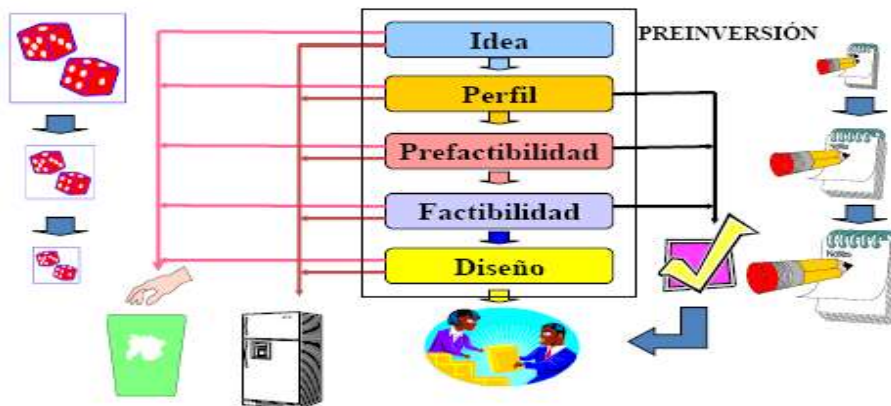 Idea
PREINVERSIÓN
Perfil
Prefactibilidad
Factibilidad
Diseño